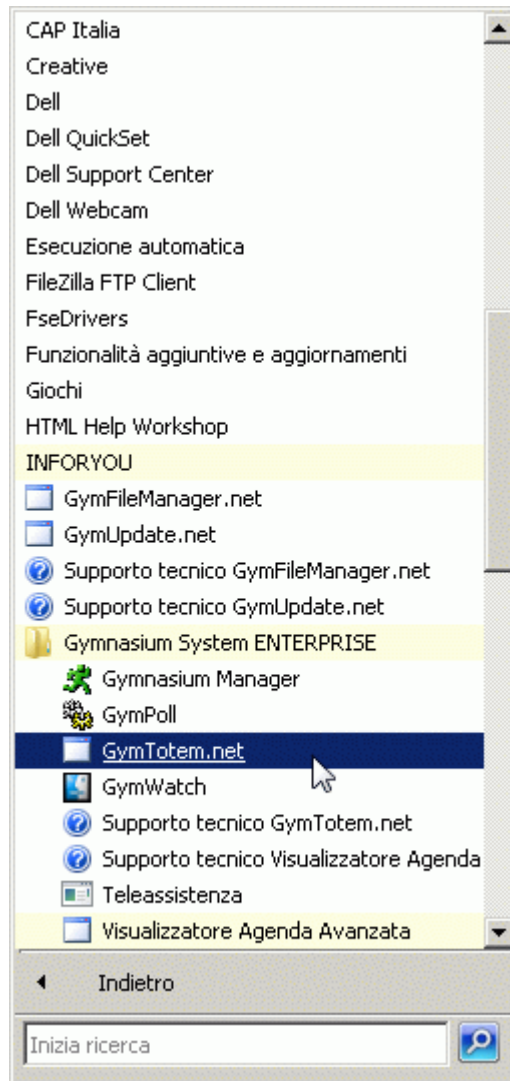 CAP Italia
Creative
Dell
Dell QuickSet
Dell Support Center
Dell Webcam
Esecuzione automatica
FileZilla FTP Client
FseDrivers
Funzionalità aggiuntive e aggiornamenti
Giochi
HTML Help Workshop
INFORYOU
GymFileManager.net
GymUpdate.net
Supporto tecnico GymFileManager.net
Supporto tecnico GymUpdate.net
Gymnasium System ENTERPRISE
Gymnasium Manager
GymPoll
GymTotem.net
GymWatch
Supporto tecnico GymTotem.net
Supporto tecnico Visualizzatore Agenda
Teleassistenza
Visualizzatore Agenda Avanzata
Indietro
Inizia ricerca